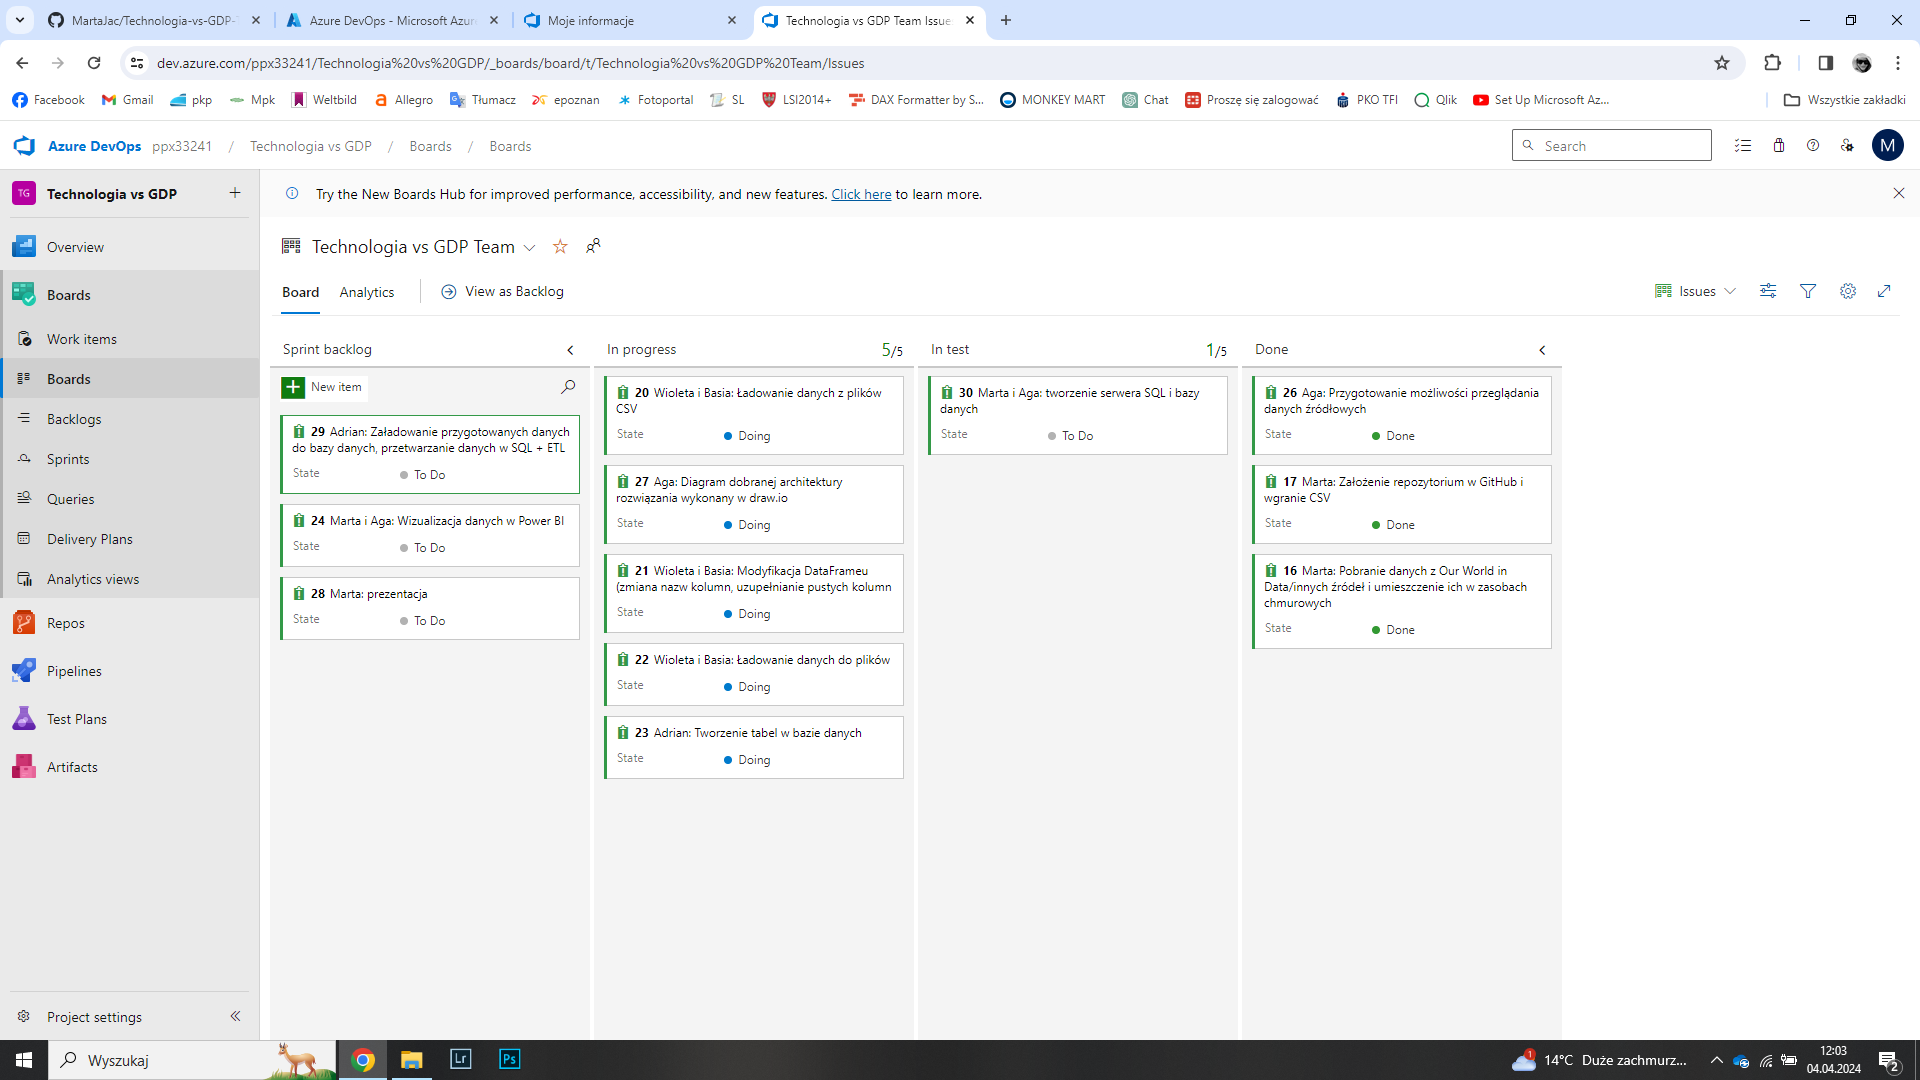 MartaJac/Technologia-vs-GDP-
Azure DevOps - Microsoft Azure
Moje informacje
Technologia vs GDP Team Issues
dev.azure.com/ppx33241/Technologia%20vs%20GDP/_boards/board/t/Technologia%20vs%20GDP%20Team/Issues
Facebook
Gmail
pkp
Mpk
Weltbild
Allegro
Tłumacz
epoznan
Fotoportal
SL
LSI2014+
DAX Formatter by S...
MONKEY MART
Chat
Proszę się zalogować
PKO TFI
Qlik
Set Up Microsoft Az...
Wszystkie zakładki
Azure DevOps ppx33241 / Technologia vs GDP / Boards / Boards
Search
M
TG Technologia vs GDP
Try the New Boards Hub for improved performance, accessibility, and new features. Click here to learn more.
Overview
Boards
Work items
Boards
Backlogs
Sprints
Queries
Delivery Plans
Analytics views
Repos
Pipelines
Test Plans
Artifacts
Project settings
Technologia vs GDP Team
Board
Analytics
View as Backlog
Issues
Sprint backlog
New item
29 Adrian: Załadowanie przygotowanych danych
do bazy danych, przetwarzanie danych w SQL + ETL
State To Do
24 Marta i Aga: Wizualizacja danych w Power BI
State To Do
28 Marta: prezentacja
State To Do
In progress 5/5
20 Wioleta i Basia: Ładowanie danych z plików
CSV
State Doing
27 Aga: Diagram dobranej architektury
rozwiązania wykonany w draw.io
State Doing
21 Wioleta i Basia: Modyfikacja DataFrameu
(zmiana nazw kolumn, uzupełnianie pustych kolumn
State Doing
22 Wioleta i Basia: Ładowanie danych do plików
State Doing
23 Adrian: Tworzenie tabel w bazie danych
State Doing
In test 1/5
30 Marta i Aga: tworzenie serwera SQL i bazy
danych
State To Do
Done
26 Aga: Przygotowanie możliwości przeglądania
danych źródłowych
State Done
17 Marta: Założenie repozytorium w GitHub i
wgranie CSV
State Done
16 Marta: Pobranie danych z Our World in
Data/innych źródeł i umieszczenie ich w zasobach
chmurowych
State Done
Wyszukaj
Lr
Ps
1
14°C Duże zachmurz...
12:03
04.04.2024
2